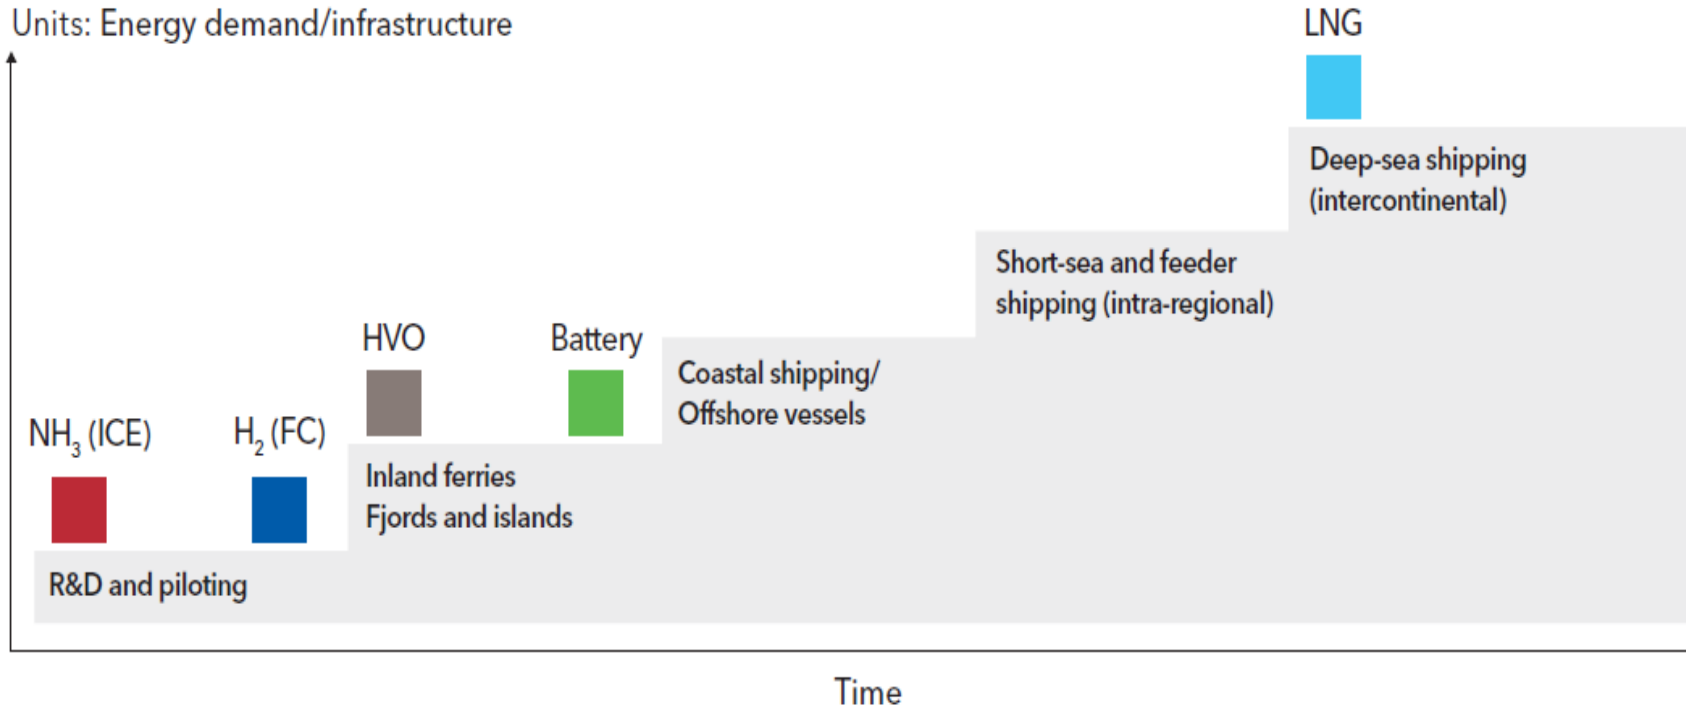 Units: Energy demand/infrastructure
LNG
Deep-sea shipping
(intercontinental)
Short-sea and feeder
shipping (intra-regional)
HVO
Battery
Coastal shipping/
Offshore vessels
NH₃ (ICE)
H₂ (FC)
Inland ferries
Fjords and islands
R&D and piloting
Time